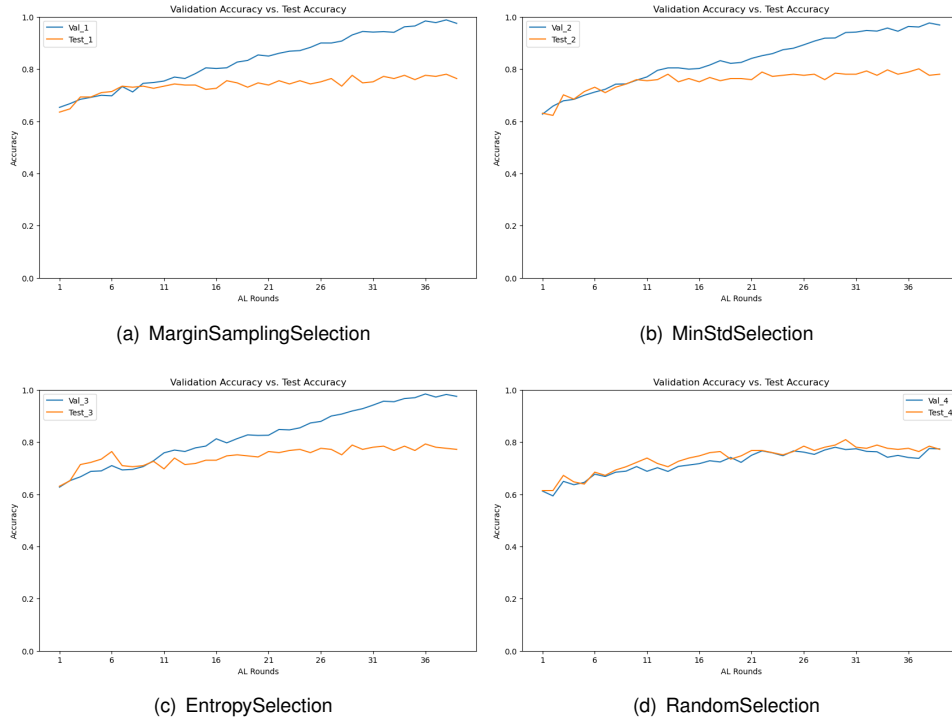 Validation Accuracy vs. Test Accuracy
Val_1
Test_1
1.0
0.8
0.6
0.4
0.2
0.0
Accuracy
1 6 11 16 21 26 31 36
AL Rounds
(a) MarginSamplingSelection
Validation Accuracy vs. Test Accuracy
Val_2
Test_2
1.0
0.8
0.6
0.4
0.2
0.0
Accuracy
1 6 11 16 21 26 31 36
AL Rounds
(b) MinStdSelection
Validation Accuracy vs. Test Accuracy
Val_3
Test_3
1.0
0.8
0.6
0.4
0.2
0.0
Accuracy
1 6 11 16 21 26 31 36
AL Rounds
(c) EntropySelection
Validation Accuracy vs. Test Accuracy
Val_4
Test_4
1.0
0.8
0.6
0.4
0.2
0.0
Accuracy
1 6 11 16 21 26 31 36
AL Rounds
(d) RandomSelection